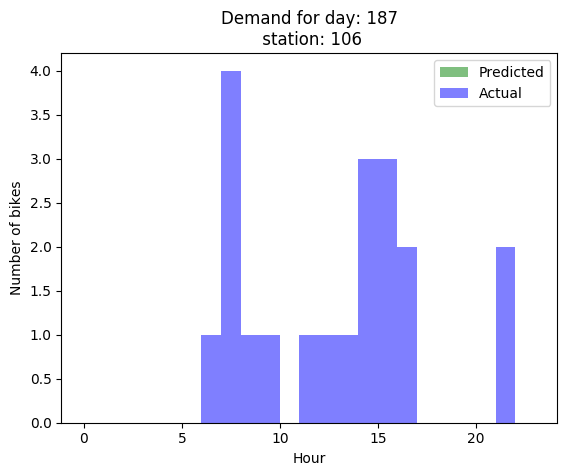 Demand for day: 187
station: 106
Predicted
Actual
4.0
3.5
3.0
2.5
2.0
1.5
1.0
0.5
0.0
Number of bikes
0 5 10 15 20
Hour